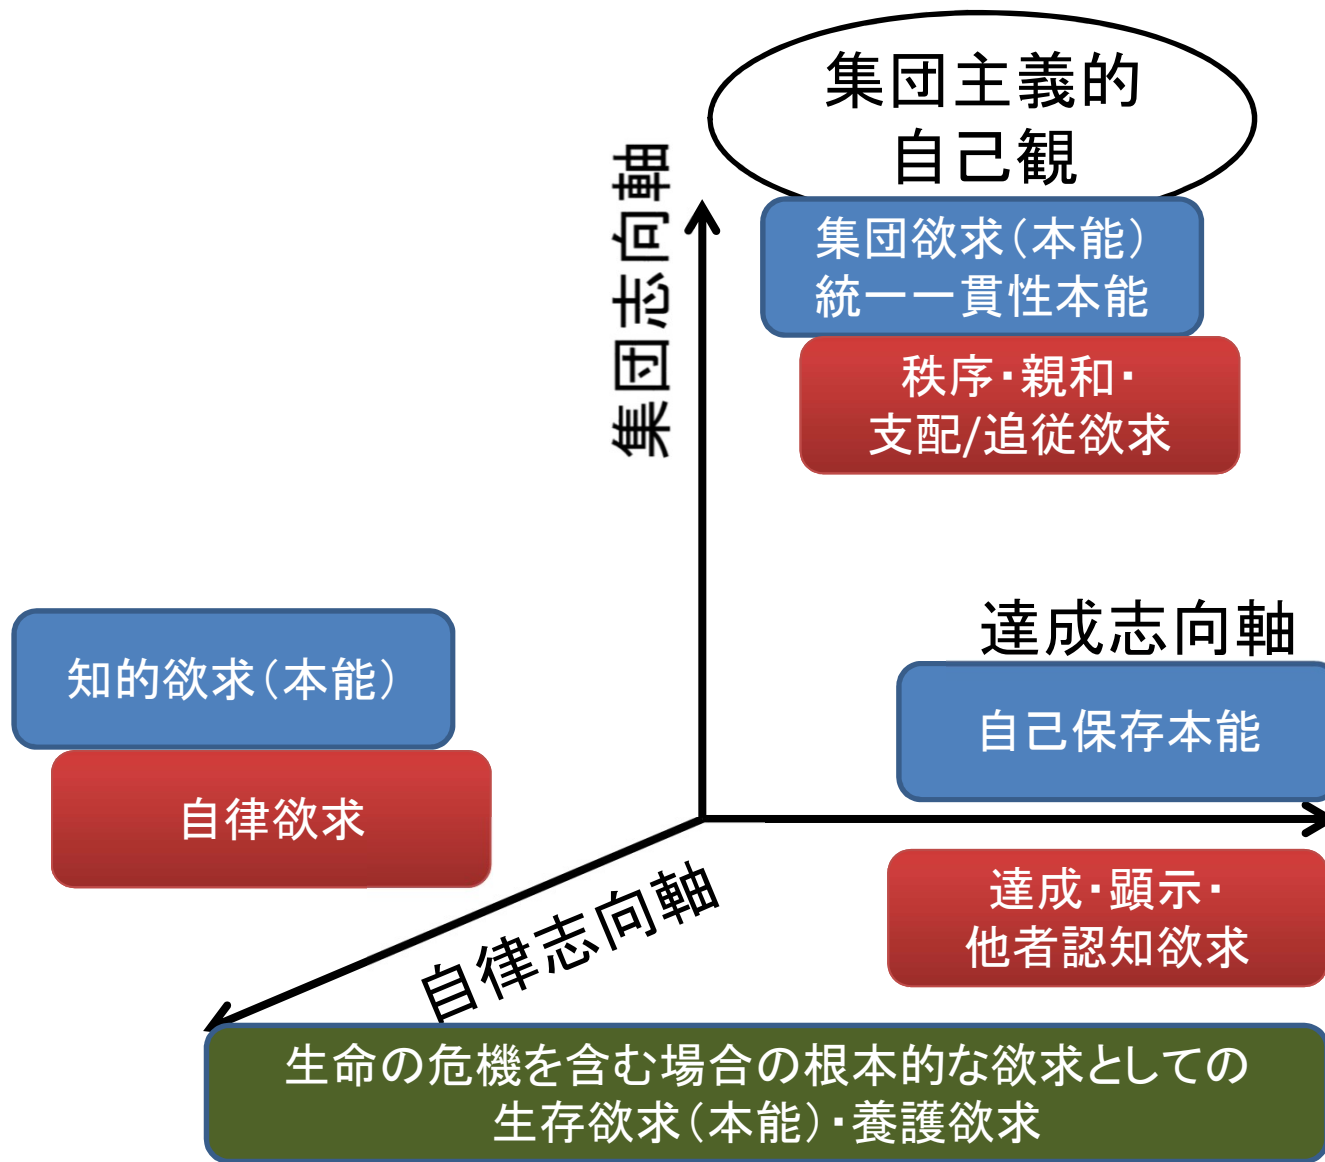 集団主義的
自己観
集団志向軸
集団欲求（本能）
統一一貫性本能
秩序・親和・
支配/追従欲求
達成志向軸
知的欲求（本能）
自己保存本能
自律欲求
自律志向軸
達成・顕示・
他者認知欲求
生命の危機を含む場合の根本的な欲求としての
生存欲求（本能）・養護欲求